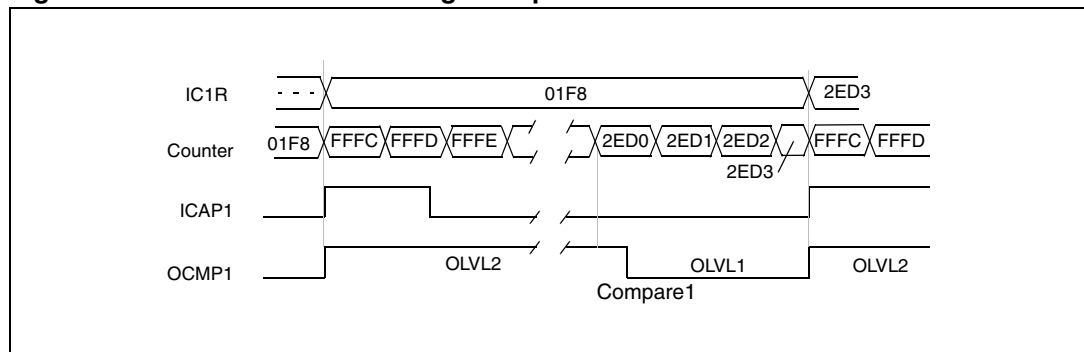 IC1R - - - 01F8 2ED3
Counter 01F8 FFFC FFFD FFFE 2ED0 2ED1 2ED2 FFFC FFFD
2ED3
ICAP1
OCMP1 OLVL2 OLVL1 OLVL2
Compare1